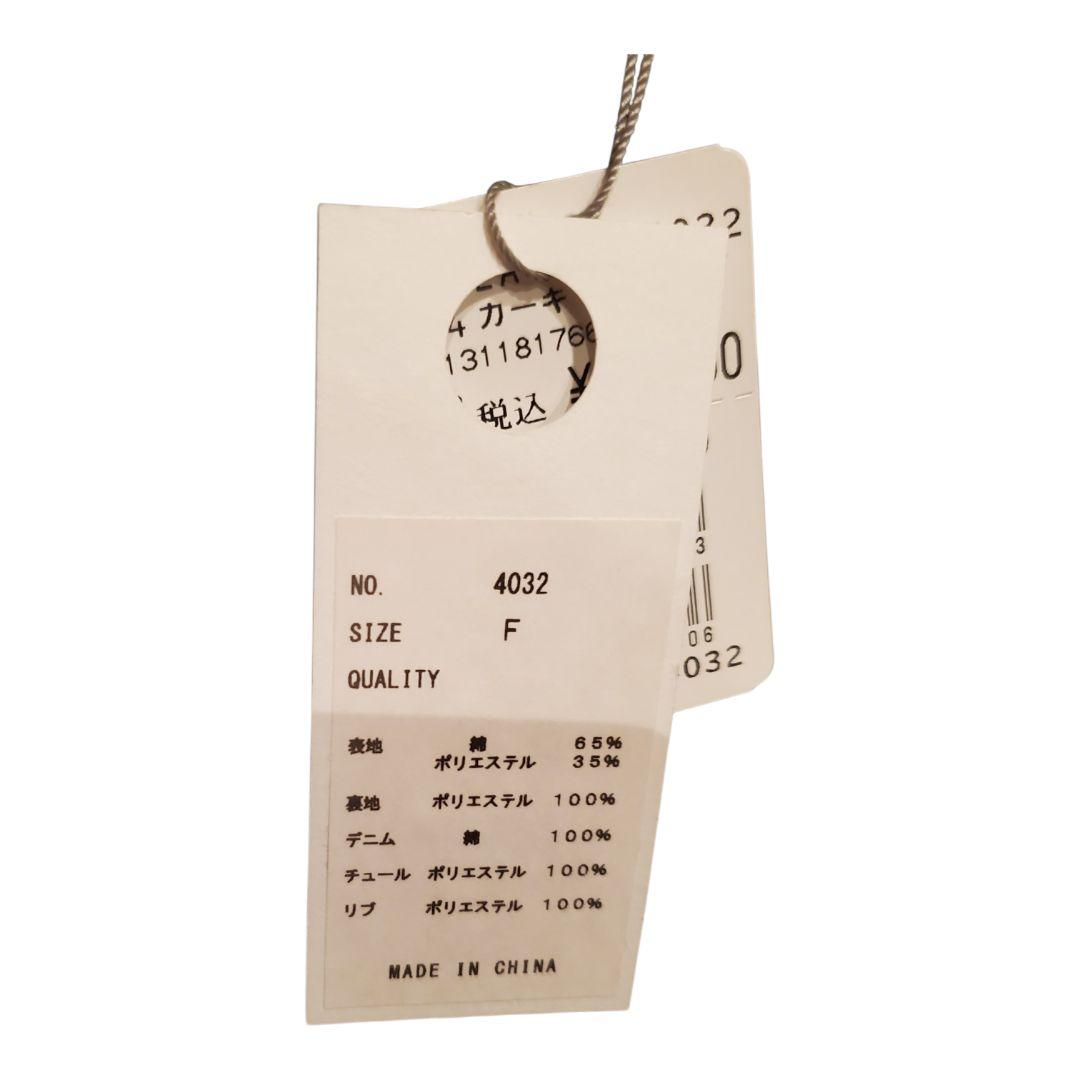 4 カーキ
13118176
¥
税込
NO. 4032
SIZE F
QUALITY
表地 綿 65%
ポリエステル 35%
裏地 ポリエステル 100%
デニム 綿 100%
チュール ポリエステル 100%
リブ ポリエステル 100%
MADE IN CHINA
3
06
032